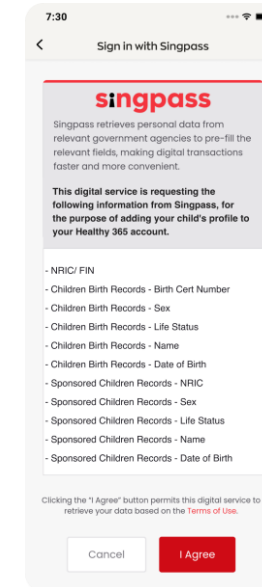 7:30
Sign in with Singpass
singpass
Singpass retrieves personal data from
relevant government agencies to pre-fill the
relevant fields, making digital transactions
faster and more convenient.
This digital service is requesting the
following information from Singpass, for
the purpose of adding your child's profile to
your Healthy 365 account.
- NRIC/ FIN
- Children Birth Records - Birth Cert Number
- Children Birth Records - Sex
- Children Birth Records - Life Status
- Children Birth Records - Name
- Children Birth Records - Date of Birth
- Sponsored Children Records - NRIC
- Sponsored Children Records - Sex
- Sponsored Children Records - Life Status
- Sponsored Children Records - Name
- Sponsored Children Records - Date of Birth
Clicking the "I Agree" button permits this digital service to
retrieve your data based on the Terms of Use.
Cancel
I Agree